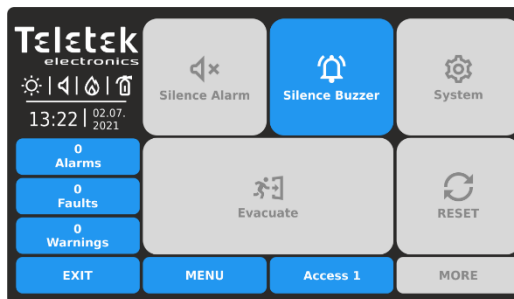 Teletek
electronics
13:22 | 02.07.
2021
Silence Alarm
Silence Buzzer
System
0
Alarms
0
Faults
0
Warnings
Evacuate
RESET
EXIT
MENU
Access 1
MORE